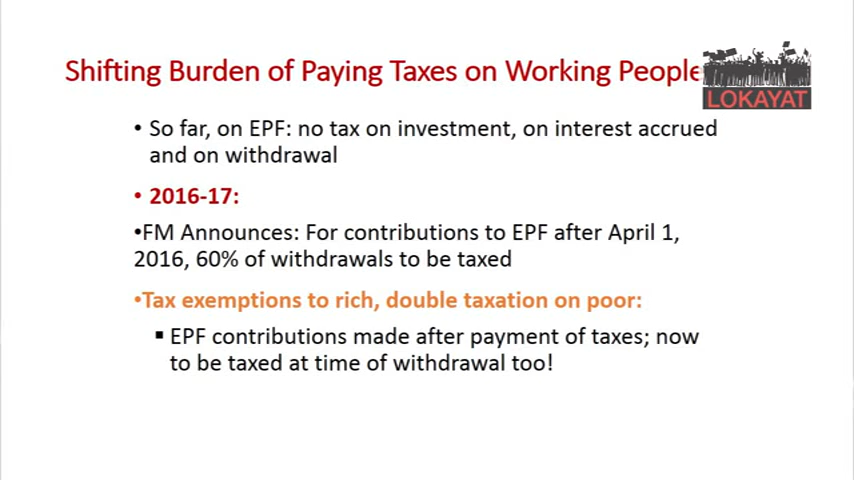 Shifting Burden of Paying Taxes on Working People
LOKAYAT
• So far, on EPF: no tax on investment, on interest accrued
and on withdrawal
• 2016-17:
•FM Announces: For contributions to EPF after April 1,
2016, 60% of withdrawals to be taxed
•Tax exemptions to rich, double taxation on poor:
▪ EPF contributions made after payment of taxes; now
to be taxed at time of withdrawal too!